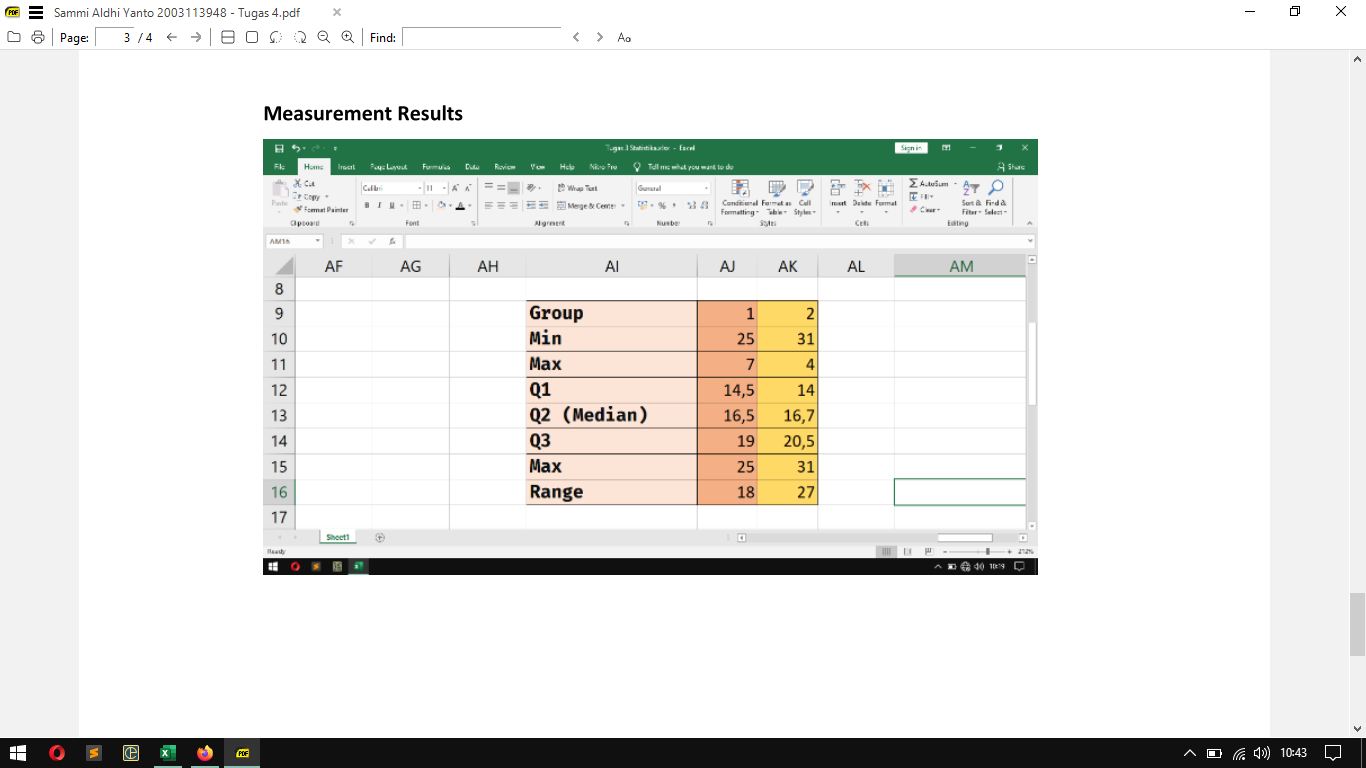 Sammi Aldhi Yanto 2003113948 - Tugas 4.pdf
Page: 3 / 4 Find: Aa
Measurement Results
Tugas 3 Statistika.xlsx - Excel Sign in
File Home Insert Page Layout Formulas Data Review View Help Nitro Pro Tell me what you want to do Share
Cut
Copy
Format Painter
Paste
Calibri 11
B I U
Wrap Text
Merge & Center
General
Conditional Formatting
Format as Table
Cell Styles
Insert Delete Format
AutoSum
Fill
Clear
Sort & Filter
Find & Select
Clipboard Font Alignment Number Styles Cells Editing
AM16 fx
AF AG AH AI AJ AK AL AM
8
9 Group 1 2
10 Min 25 31
11 Max 7 4
12 Q1 14,5 14
13 Q2 (Median) 16,5 16,7
14 Q3 19 20,5
15 Max 25 31
16 Range 18 27
17
Sheet1
Ready 212%
10:19
10:43